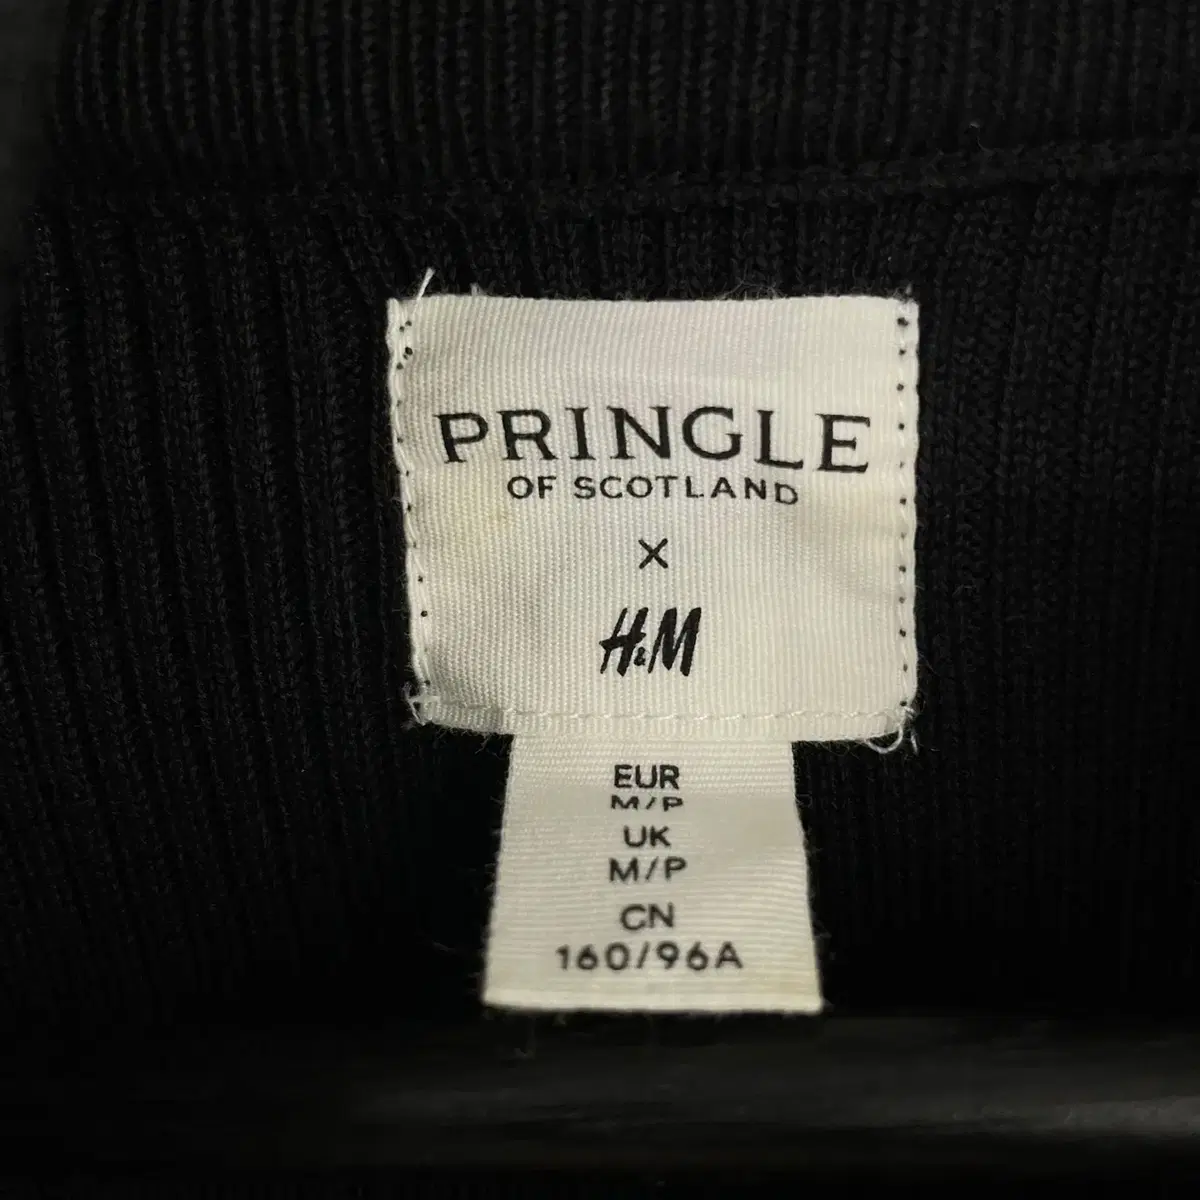 PRINGLE
OF SCOTLAND
X
H&M
EUR
M/P
UK
M/P
CN
160/96A